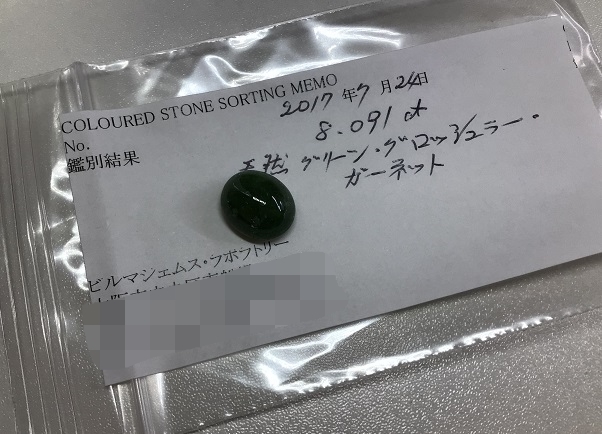 COLOURED STONE SORTING MEMO
No. 2017年7月24日
鑑別結果 8.091 ct
天然 グリーン・グロッシュラー・
ガーネット
ビルマジェムス・ラボラトリー